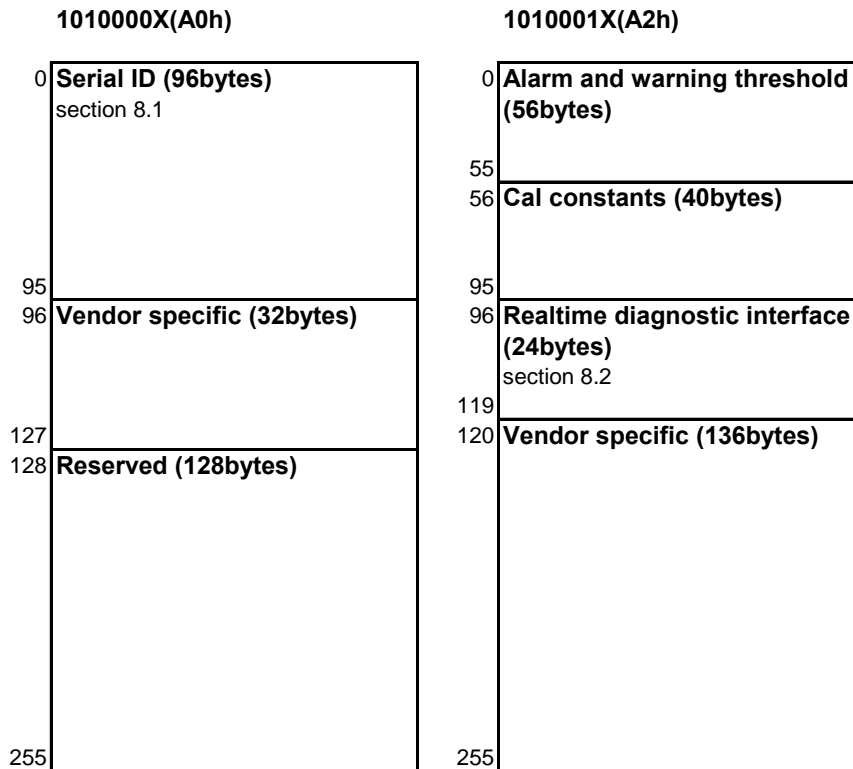 1010000X(A0h)
0
Serial ID (96bytes)
section 8.1
95
96
Vendor specific (32bytes)
127
128
Reserved (128bytes)
255
1010001X(A2h)
0
Alarm and warning threshold
(56bytes)
55
56
Cal constants (40bytes)
95
96
Realtime diagnostic interface
(24bytes)
section 8.2
119
120
Vendor specific (136bytes)
255